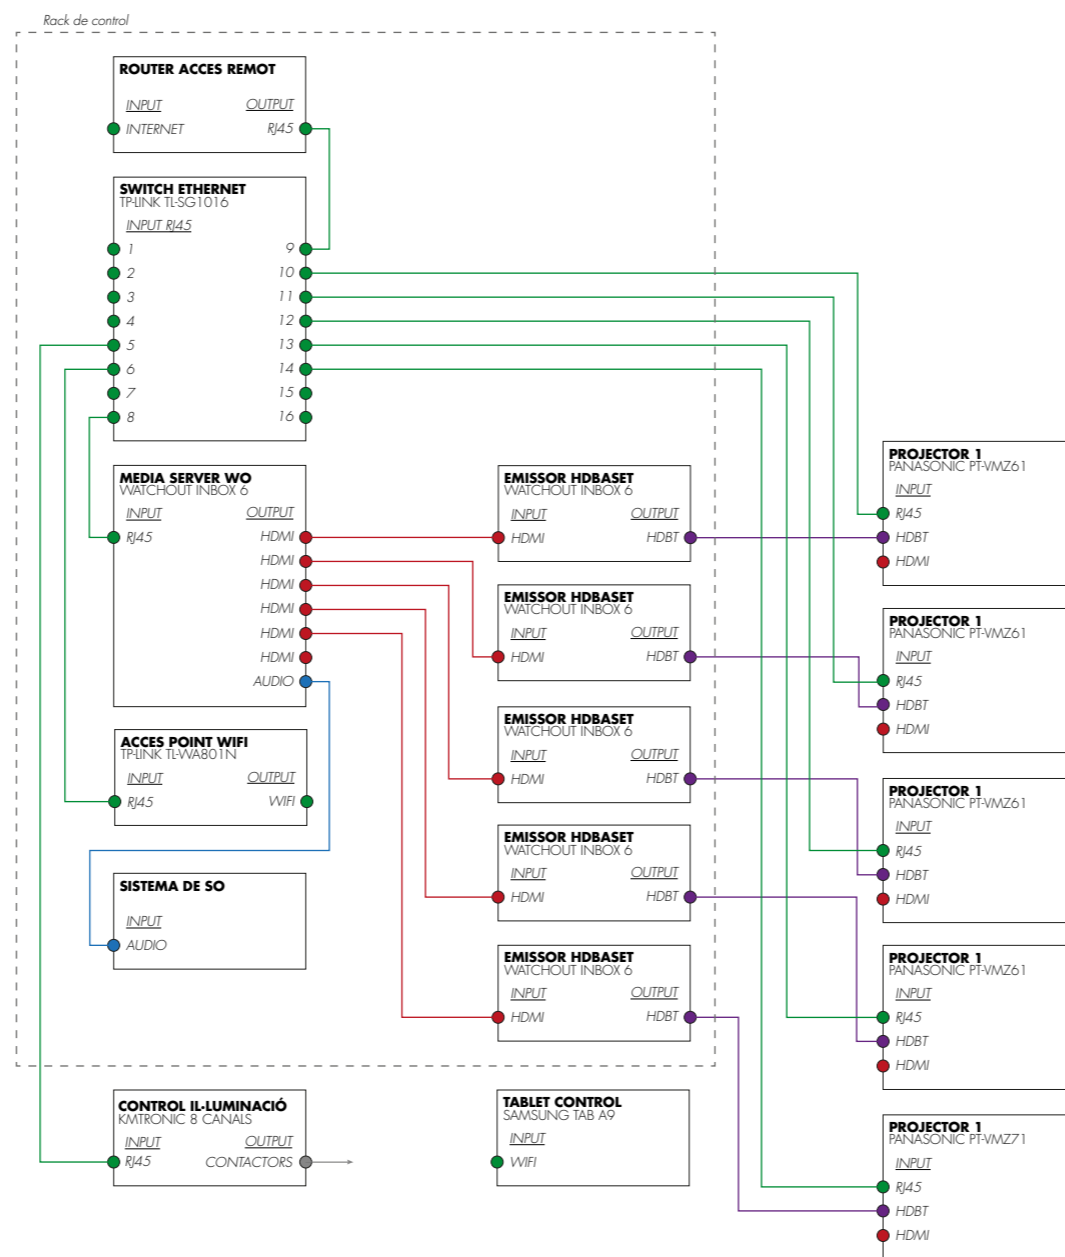 Rack de control
ROUTER ACCES REMOT
INPUT OUTPUT
INTERNET RJ45
SWITCH ETHERNET
TP-LINK TL-SG1016
INPUT RJ45
1 9
2 10
3 11
4 12
5 13
6 14
7 15
8 16
MEDIA SERVER WO
WATCHOUT INBOX 6
INPUT OUTPUT
RJ45 HDMI
HDMI
HDMI
HDMI
HDMI
HDMI
AUDIO
ACCES POINT WIFI
TP-LINK TL-WA801N
INPUT OUTPUT
RJ45 WIFI
SISTEMA DE SO
INPUT
AUDIO
CONTROL IL·LUMINACIÓ
KMTRONIC 8 CANALS
INPUT OUTPUT
RJ45 CONTACTORS
EMISSOR HDBASET
WATCHOUT INBOX 6
INPUT OUTPUT
HDMI HDBT
EMISSOR HDBASET
WATCHOUT INBOX 6
INPUT OUTPUT
HDMI HDBT
EMISSOR HDBASET
WATCHOUT INBOX 6
INPUT OUTPUT
HDMI HDBT
EMISSOR HDBASET
WATCHOUT INBOX 6
INPUT OUTPUT
HDMI HDBT
EMISSOR HDBASET
WATCHOUT INBOX 6
INPUT OUTPUT
HDMI HDBT
TABLET CONTROL
SAMSUNG TAB A9
INPUT
WIFI
PROJECTOR 1
PANASONIC PT-VMZ61
INPUT
RJ45
HDBT
HDMI
PROJECTOR 1
PANASONIC PT-VMZ61
INPUT
RJ45
HDBT
HDMI
PROJECTOR 1
PANASONIC PT-VMZ61
INPUT
RJ45
HDBT
HDMI
PROJECTOR 1
PANASONIC PT-VMZ61
INPUT
RJ45
HDBT
HDMI
PROJECTOR 1
PANASONIC PT-VMZ71
INPUT
RJ45
HDBT
HDMI